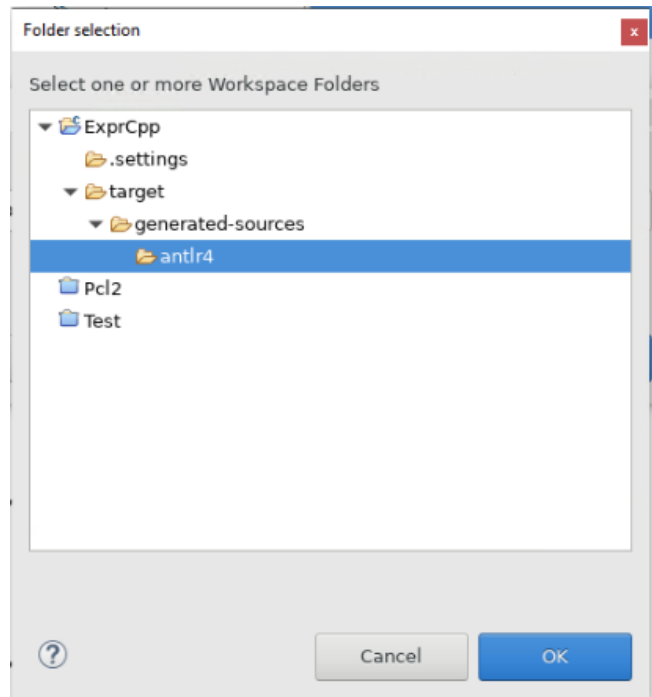 Folder selection
x
Select one or more Workspace Folders
ExprCpp
.settings
target
generated-sources
antlr4
Pcl2
Test
?
Cancel
OK